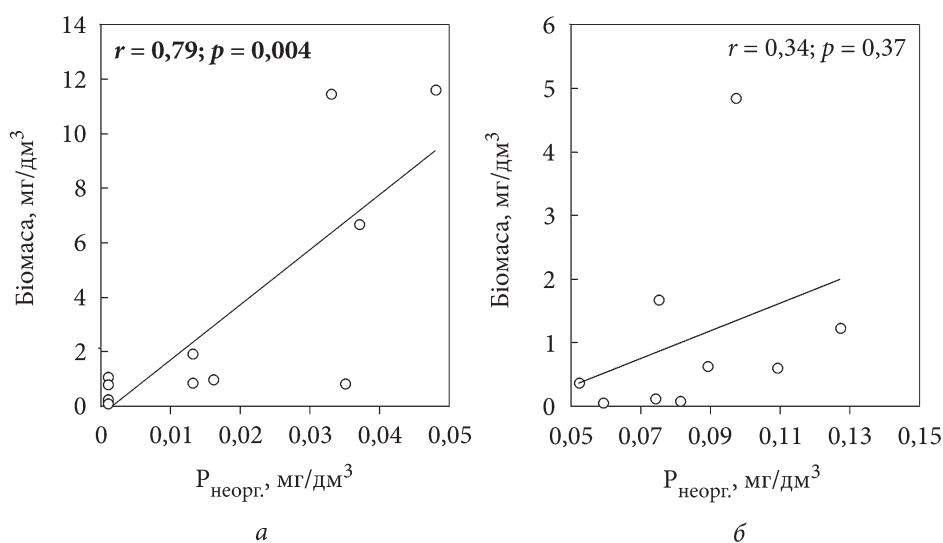 r = 0,79; p = 0,004
Біомаса, мг/дм³
14
12
10
8
6
4
2
0
0 0,01 0,02 0,03 0,04 0,05
Рнеорг., мг/дм³
а
r = 0,34; p = 0,37
Біомаса, мг/дм³
6
5
4
3
2
1
0
0,05 0,07 0,09 0,11 0,13 0,15
Рнеорг., мг/дм³
б